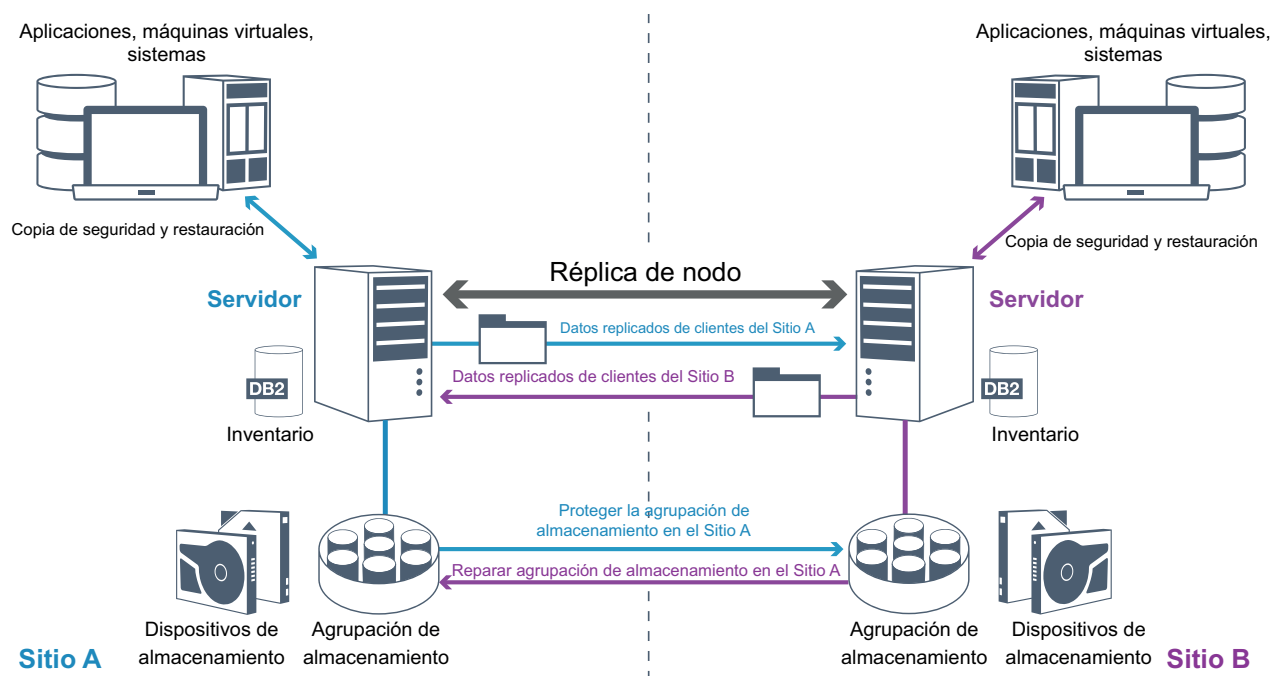 Aplicaciones, máquinas virtuales,
sistemas
Aplicaciones, máquinas virtuales,
sistemas
Copia de seguridad y restauración
Copia de seguridad y restauración
Réplica de nodo
Servidor
Servidor
Datos replicados de clientes del Sitio A
Datos replicados de clientes del Sitio B
DB2
DB2
Inventario
Inventario
Proteger la agrupación de
almacenamiento en el Sitio A
Reparar agrupación de almacenamiento en el Sitio A
Dispositivos de
almacenamiento
Agrupación de
almacenamiento
Agrupación de
almacenamiento
Dispositivos de
almacenamiento
Sitio A
Sitio B